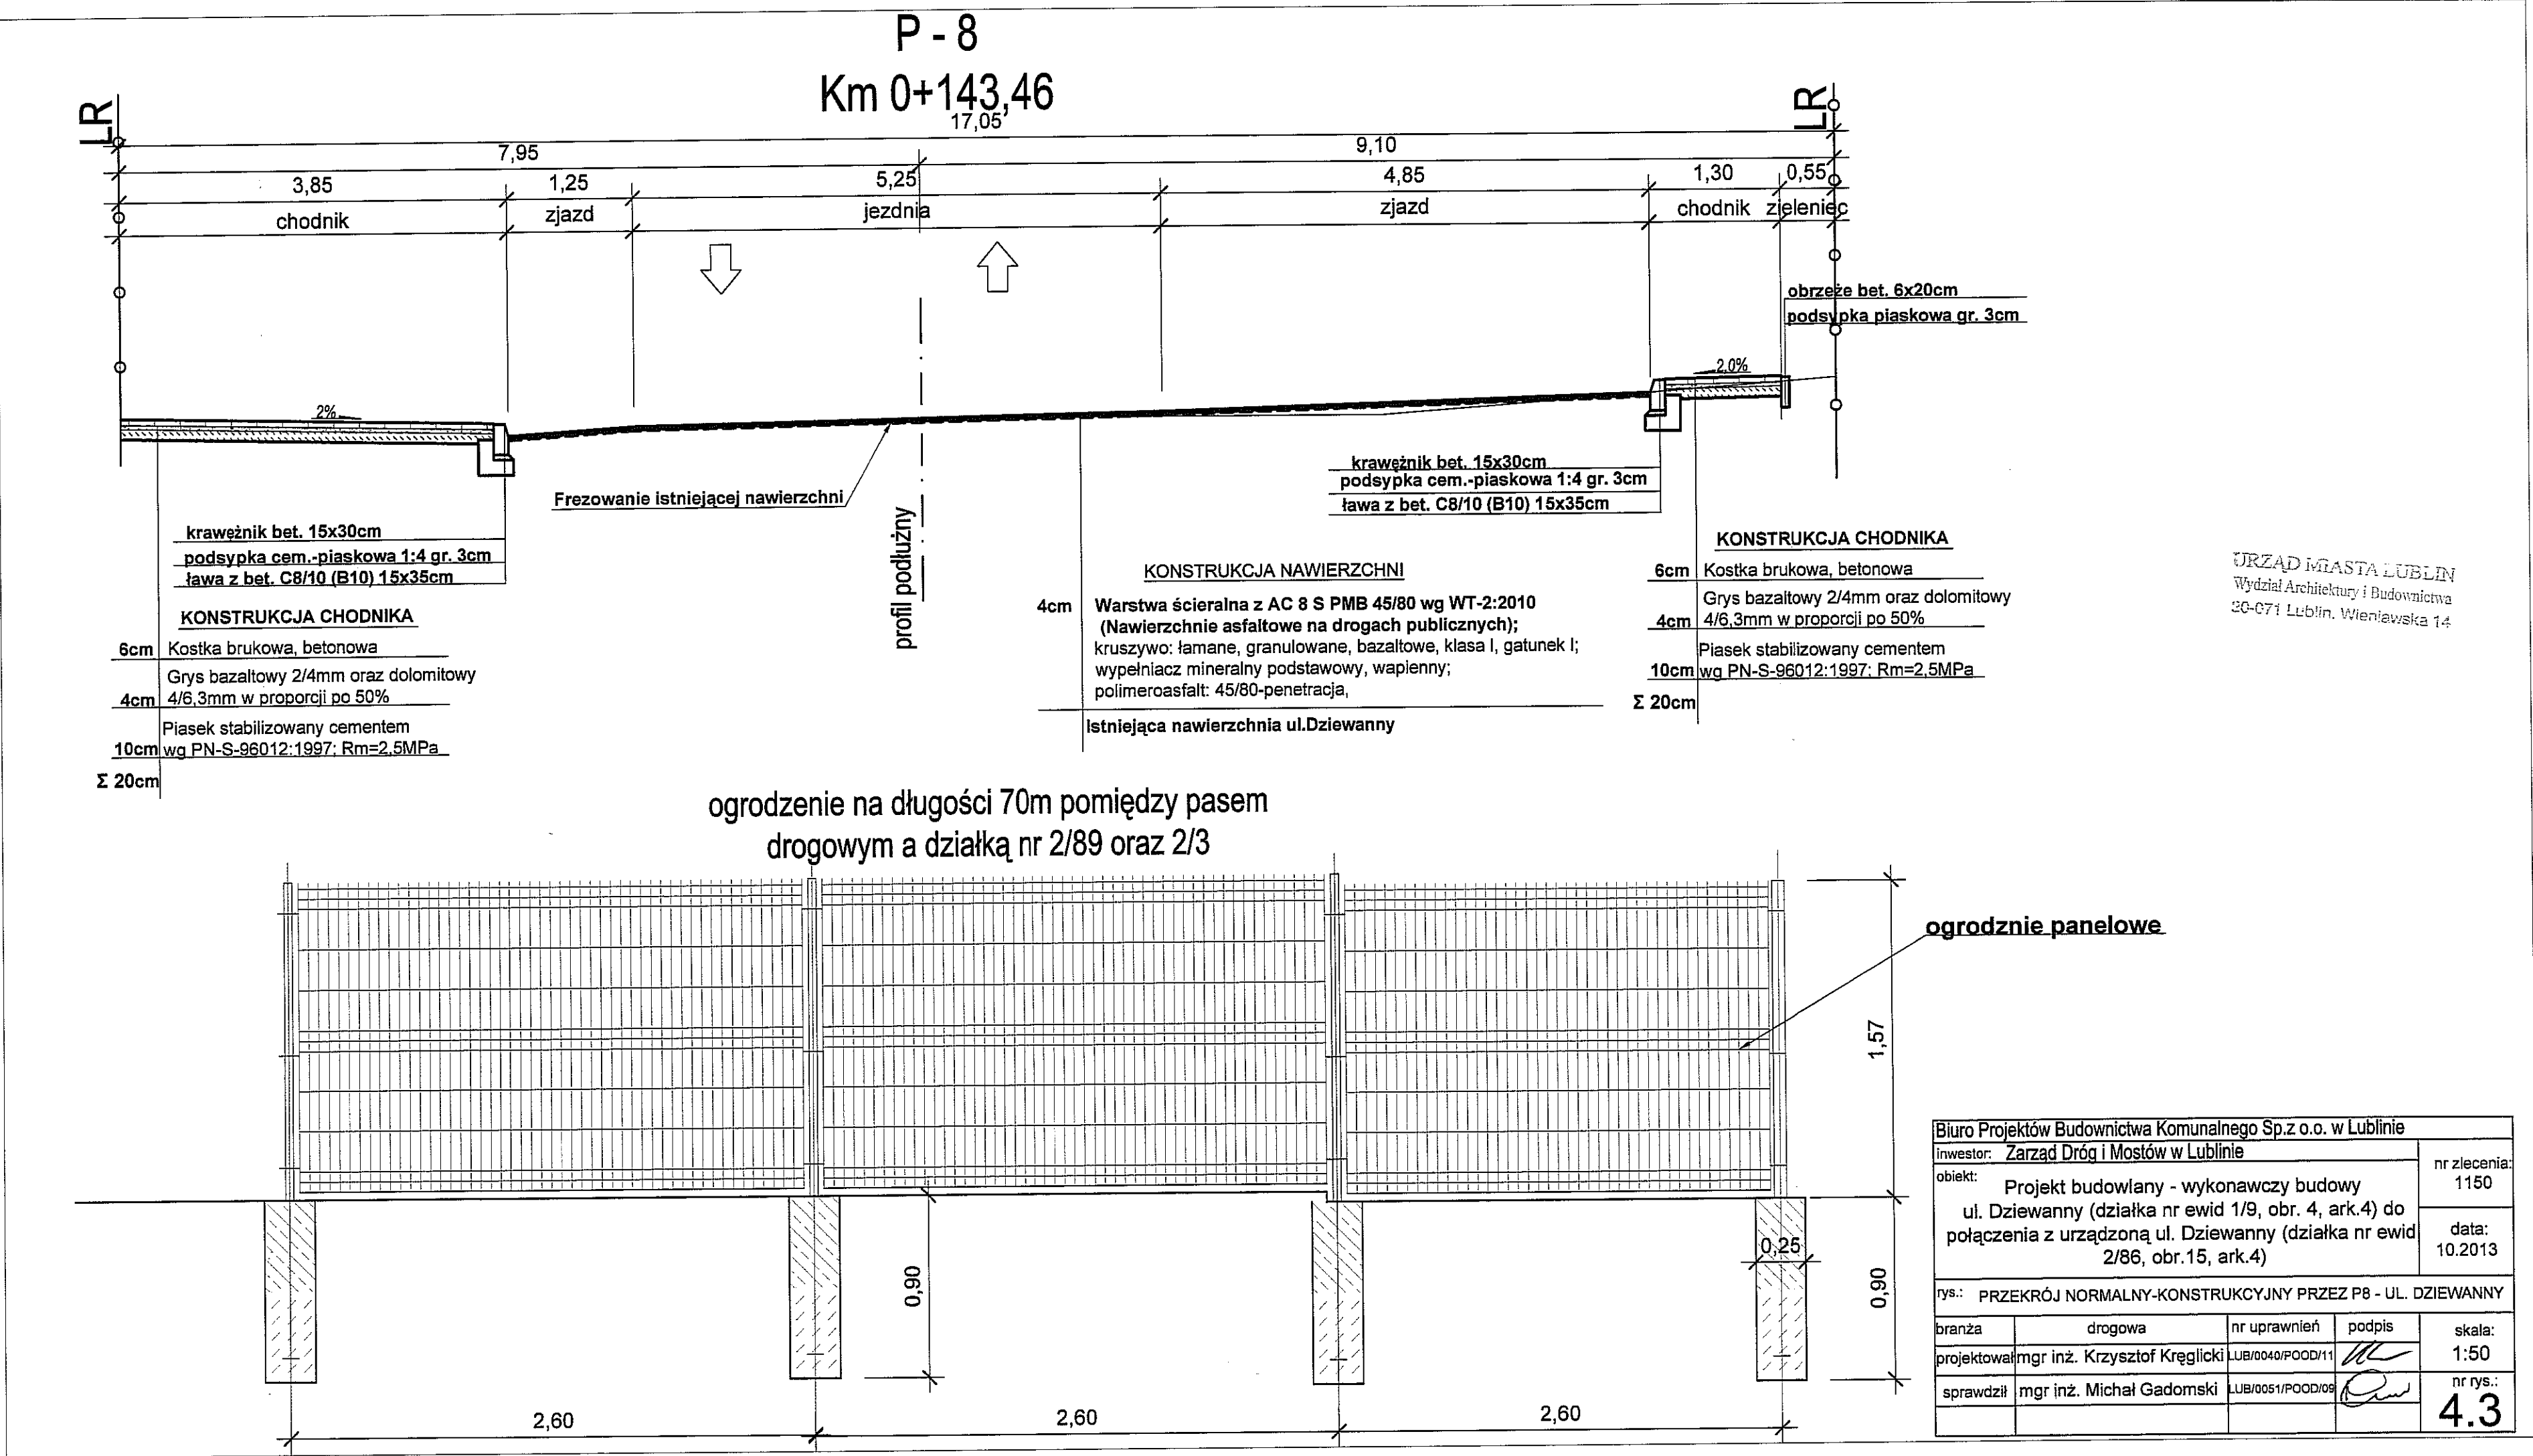 P - 8
Km 0+143,46
LR
LR
17,05
7,95
9,10
3,85
1,25
5,25
4,85
1,30
0,55
chodnik
zjazd
jezdnia
zjazd
chodnik
zieleniec
obrzeże bet. 6x20cm
podsypka piaskowa gr. 3cm
2%
2,0%
Frezowanie istniejącej nawierzchni
profil podłużny
krawężnik bet. 15x30cm
podsypka cem.-piaskowa 1:4 gr. 3cm
ława z bet. C8/10 (B10) 15x35cm
krawężnik bet. 15x30cm
podsypka cem.-piaskowa 1:4 gr. 3cm
ława z bet. C8/10 (B10) 15x35cm
KONSTRUKCJA CHODNIKA
6cm Kostka brukowa, betonowa
Grys bazaltowy 2/4mm oraz dolomitowy
4cm 4/6,3mm w proporcji po 50%
Piasek stabilizowany cementem
10cm wg PN-S-96012:1997; Rm=2,5MPa
Σ 20cm
KONSTRUKCJA NAWIERZCHNI
4cm Warstwa ścieralna z AC 8 S PMB 45/80 wg WT-2:2010
(Nawierzchnie asfaltowe na drogach publicznych);
kruszywo: łamane, granulowane, bazaltowe, klasa I, gatunek I;
wypełniacz mineralny podstawowy, wapienny;
polimeroasfalt: 45/80-penetracja,
Istniejąca nawierzchnia ul.Dziewanny
KONSTRUKCJA CHODNIKA
6cm Kostka brukowa, betonowa
Grys bazaltowy 2/4mm oraz dolomitowy
4cm 4/6,3mm w proporcji po 50%
Piasek stabilizowany cementem
10cm wg PN-S-96012:1997; Rm=2,5MPa
Σ 20cm
URZĄD MIASTA LUBLIN
Wydział Architektury i Budownictwa
20-071 Lublin, Wieniawska 14
ogrodzenie na długości 70m pomiędzy pasem
drogowym a działką nr 2/89 oraz 2/3
ogrodznie panelowe
1,57
0,90
0,25
0,90
2,60
2,60
2,60
Biuro Projektów Budownictwa Komunalnego Sp.z o.o. w Lublinie
inwestor: Zarząd Dróg i Mostów w Lublinie
nr zlecenia:
1150
obiekt: Projekt budowlany - wykonawczy budowy
ul. Dziewanny (działka nr ewid 1/9, obr. 4, ark.4) do
połączenia z urządzoną ul. Dziewanny (działka nr ewid
2/86, obr.15, ark.4)
data:
10.2013
rys.: PRZEKRÓJ NORMALNY-KONSTRUKCYJNY PRZEZ P8 - UL. DZIEWANNY
branża drogowa nr uprawnień podpis
skala:
1:50
projektował mgr inż. Krzysztof Kręglicki LUB/0040/POOD/11
sprawdził mgr inż. Michał Gadomski LUB/0051/POOD/09
nr rys.:
4.3